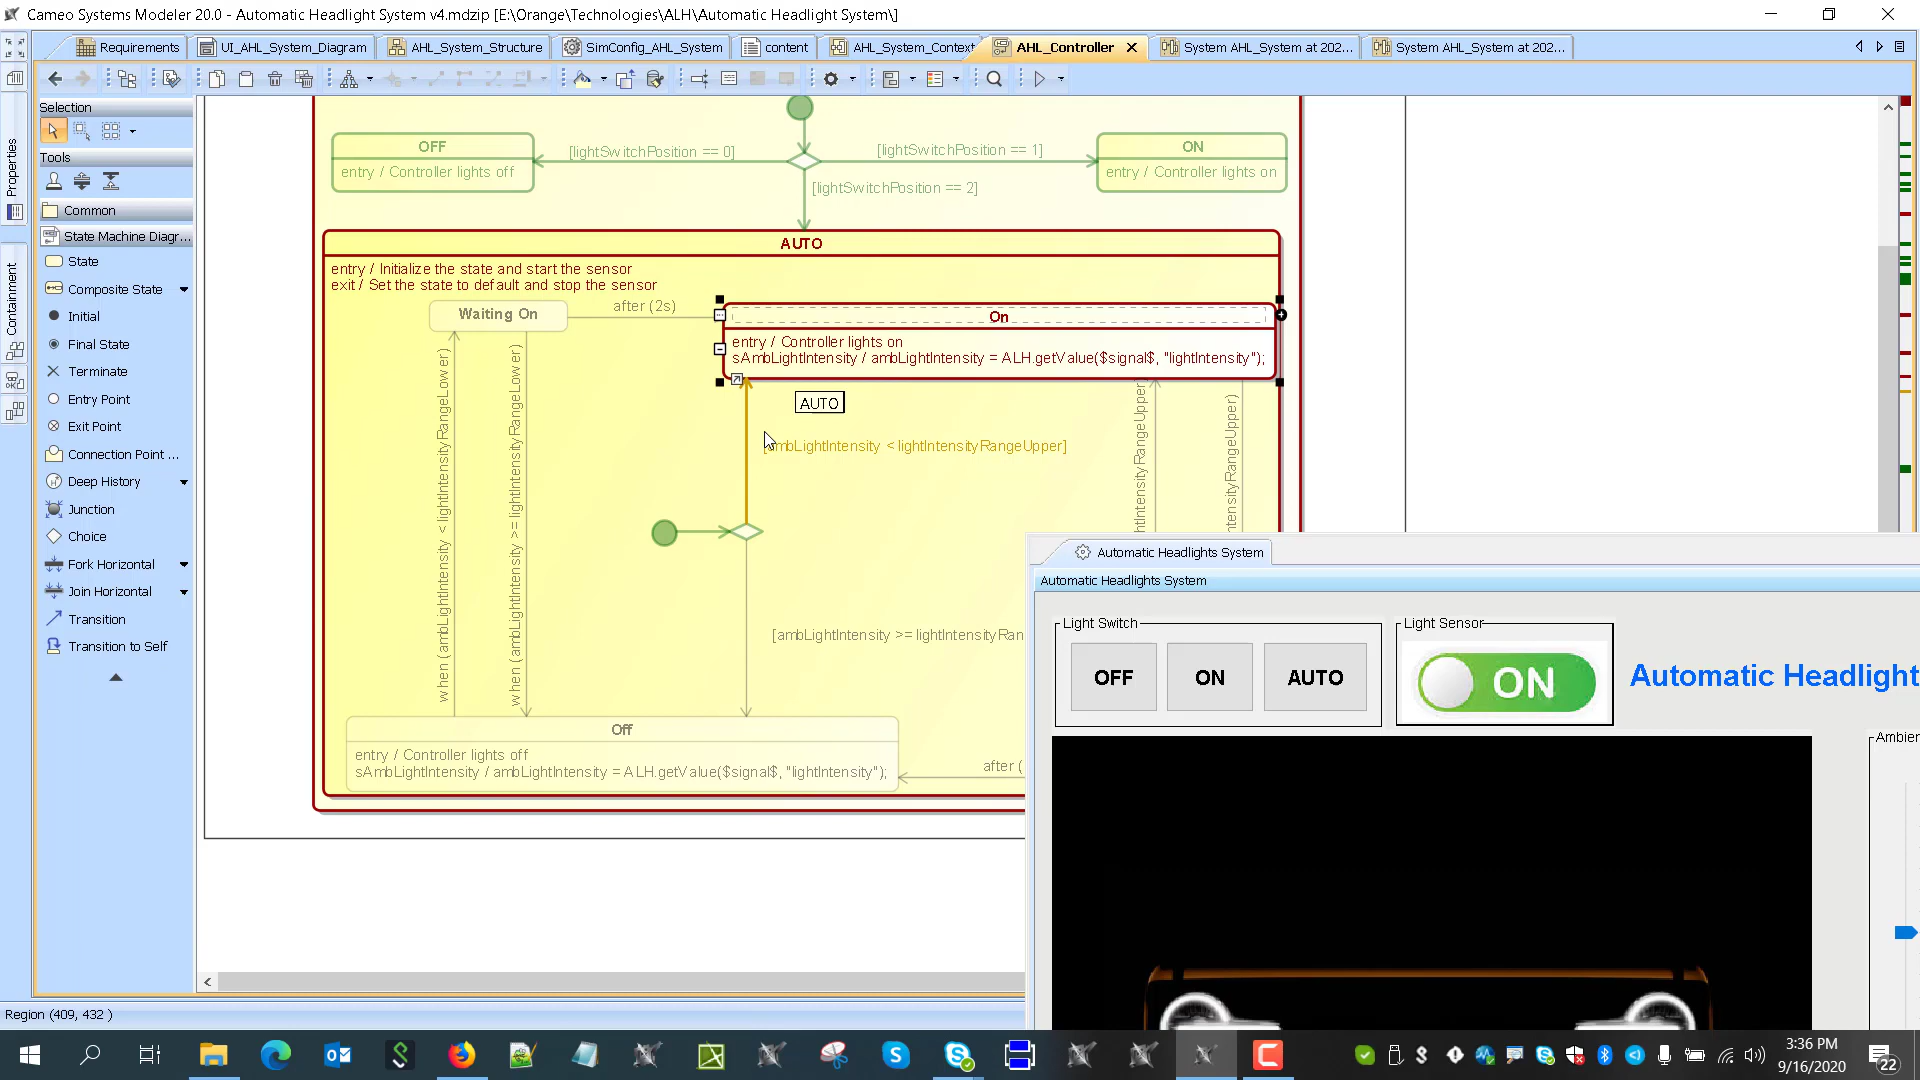 Cameo Systems Modeler 20.0 - Automatic Headlight System v4.mdzip [E:\Orange\Technologies\ALH\Automatic Headlight System\]
Requirements
UI_AHL_System_Diagram
AHL_System_Structure
SimConfig_AHL_System
content
AHL_System_Context
AHL_Controller
System AHL_System at 202...
System AHL_System at 202...
Selection
Tools
Common
State Machine Diagr...
State
Composite State
Initial
Final State
Terminate
Entry Point
Exit Point
Connection Point ...
Deep History
Junction
Choice
Fork Horizontal
Join Horizontal
Transition
Transition to Self
Properties
Containment
OFF
entry / Controller lights off
[lightSwitchPosition == 0]
[lightSwitchPosition == 1]
[lightSwitchPosition == 2]
ON
entry / Controller lights on
AUTO
entry / Initialize the state and start the sensor
exit / Set the state to default and stop the sensor
Waiting On
after (2s)
On
entry / Controller lights on
sAmbLightIntensity / ambLightIntensity = ALH.getValue($signal$, "lightIntensity");
AUTO
mbLightIntensity < lightIntensityRangeUpper]
when (ambLightIntensity < lightIntensityRangeLower)
when (ambLightIntensity >= lightIntensityRangeLower)
htIntensityRangeUpper)
ntensityRangeUpper)
[ambLightIntensity >= lightIntensityRan
Off
entry / Controller lights off
sAmbLightIntensity / ambLightIntensity = ALH.getValue($signal$, "lightIntensity");
after (
Automatic Headlights System
Automatic Headlights System
Light Switch
OFF
ON
AUTO
Light Sensor
ON
Automatic Headlight
Ambien
Region (409, 432 )
3:36 PM
9/16/2020
22